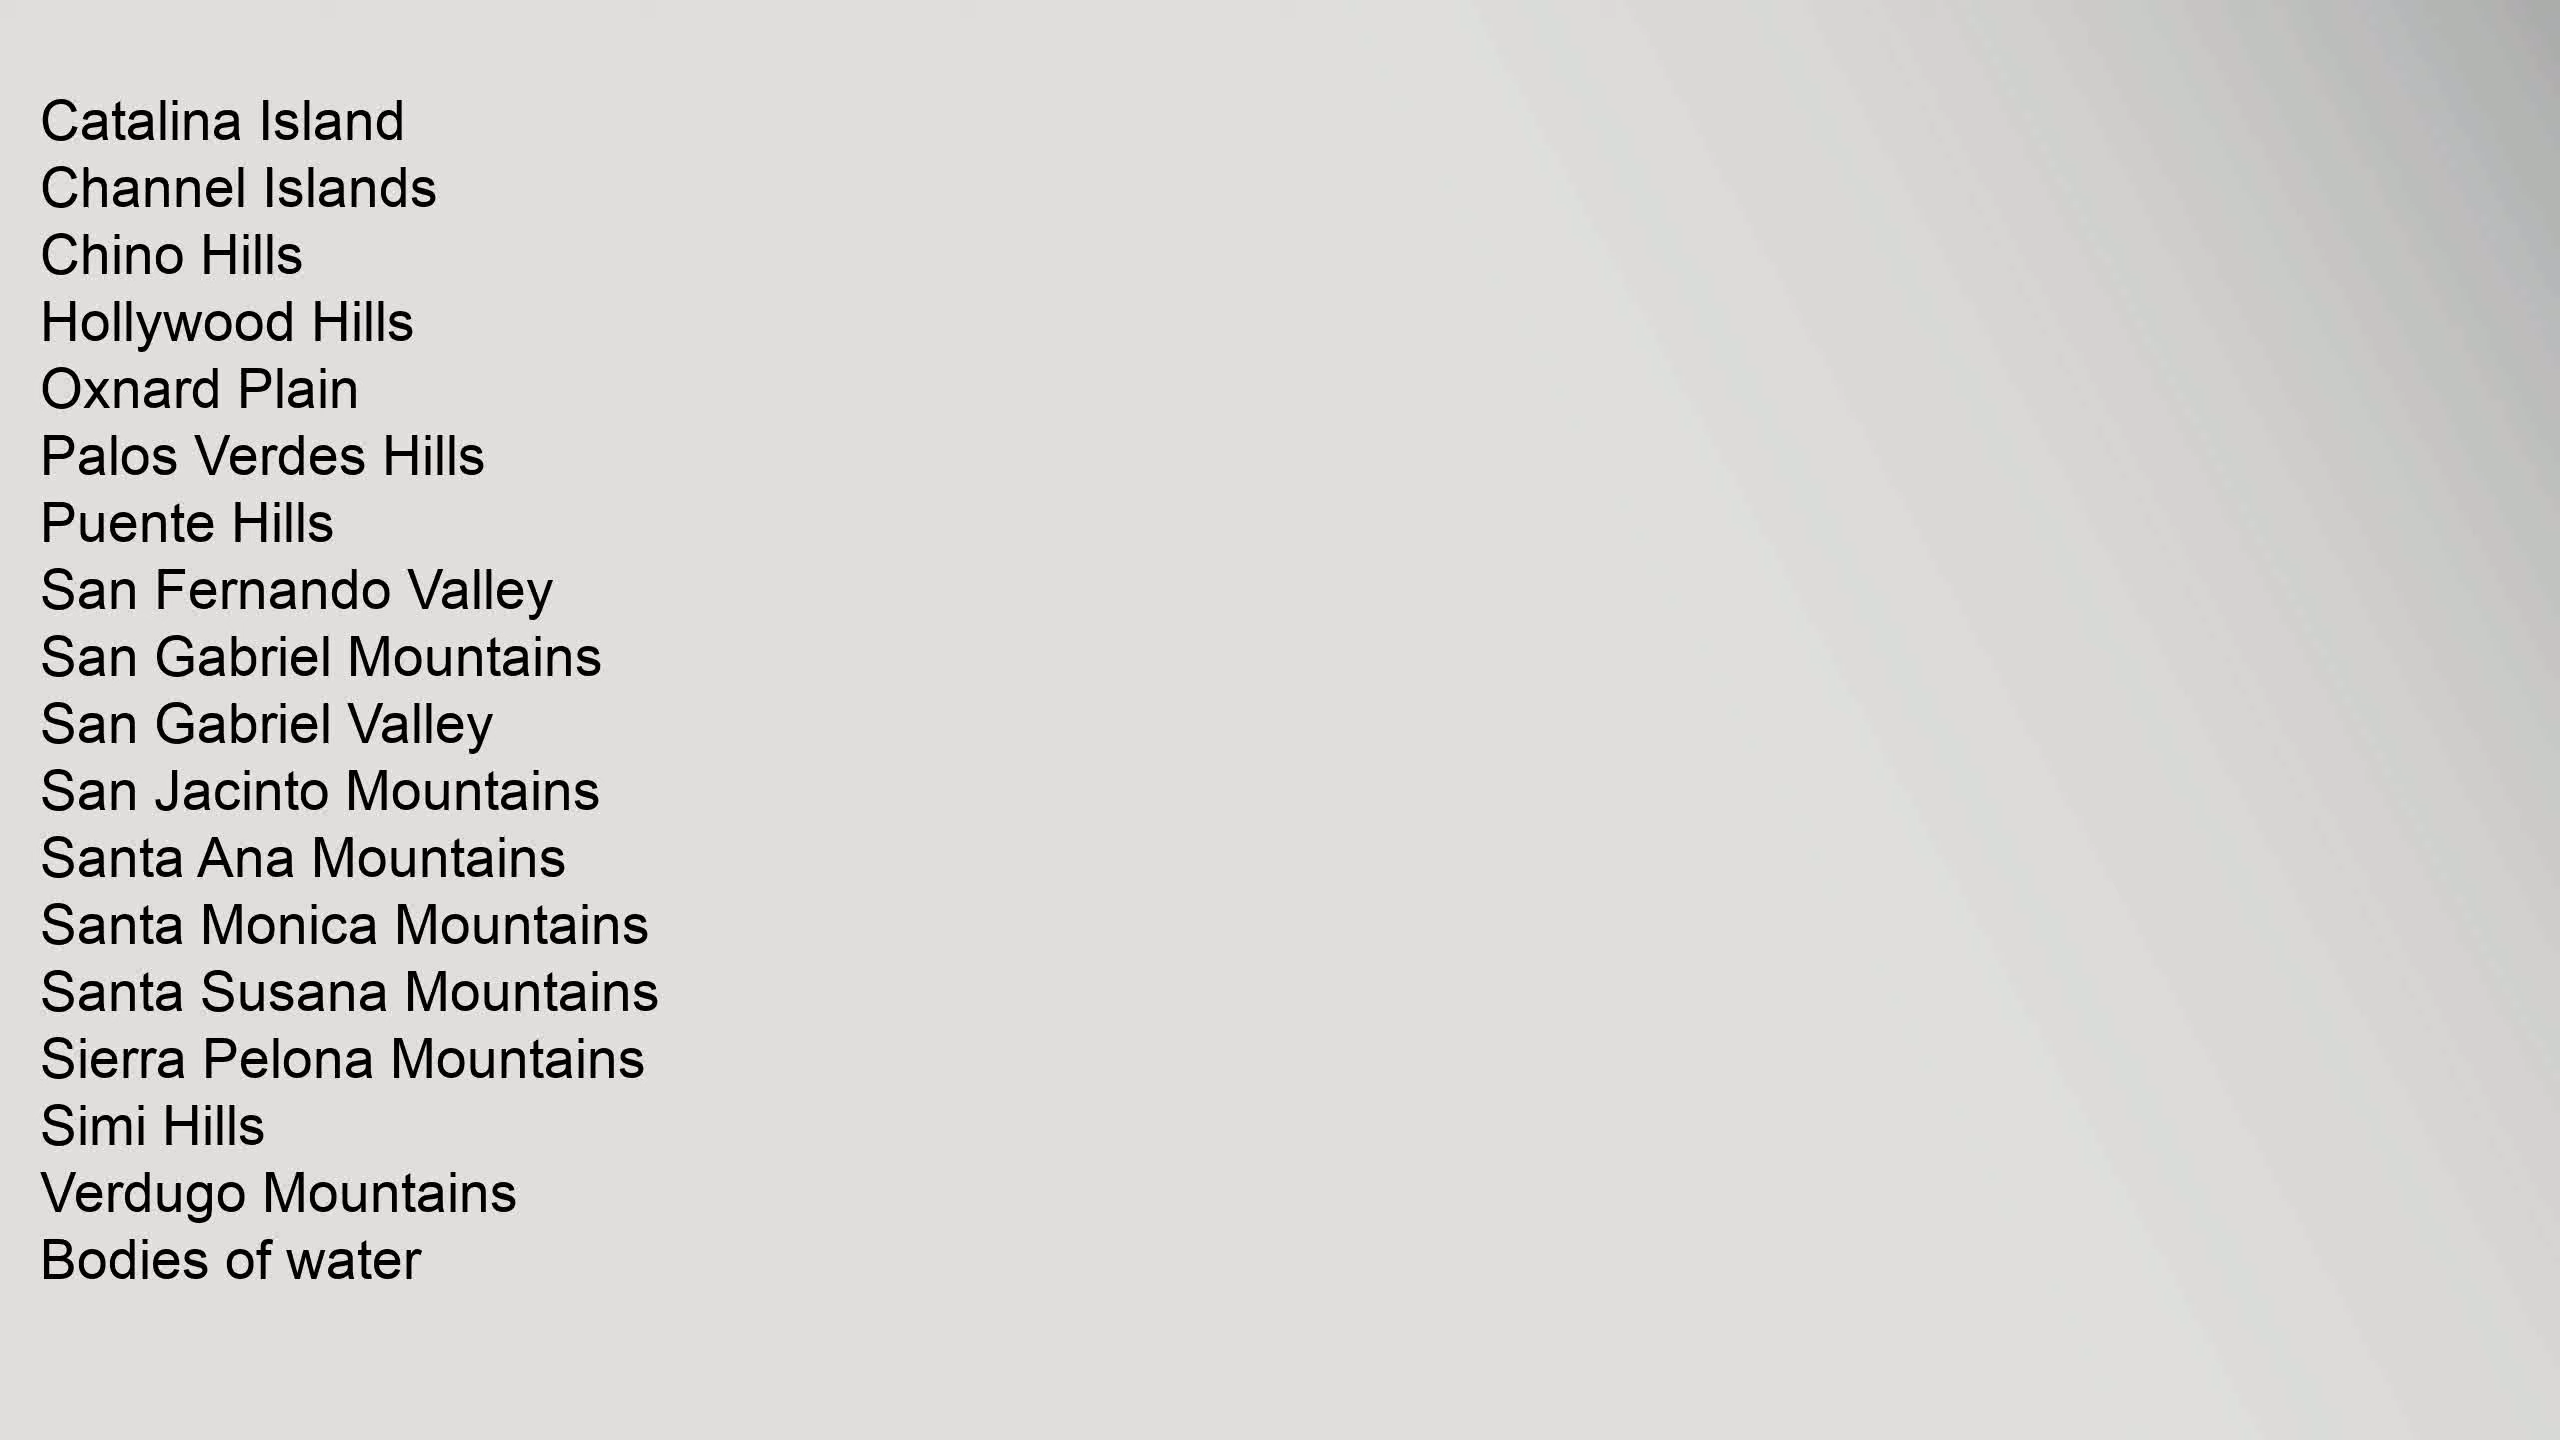 Catalina Island
Channel Islands
Chino Hills
Hollywood Hills
Oxnard Plain
Palos Verdes Hills
Puente Hills
San Fernando Valley
San Gabriel Mountains
San Gabriel Valley
San Jacinto Mountains
Santa Ana Mountains
Santa Monica Mountains
Santa Susana Mountains
Sierra Pelona Mountains
Simi Hills
Verdugo Mountains
Bodies of water